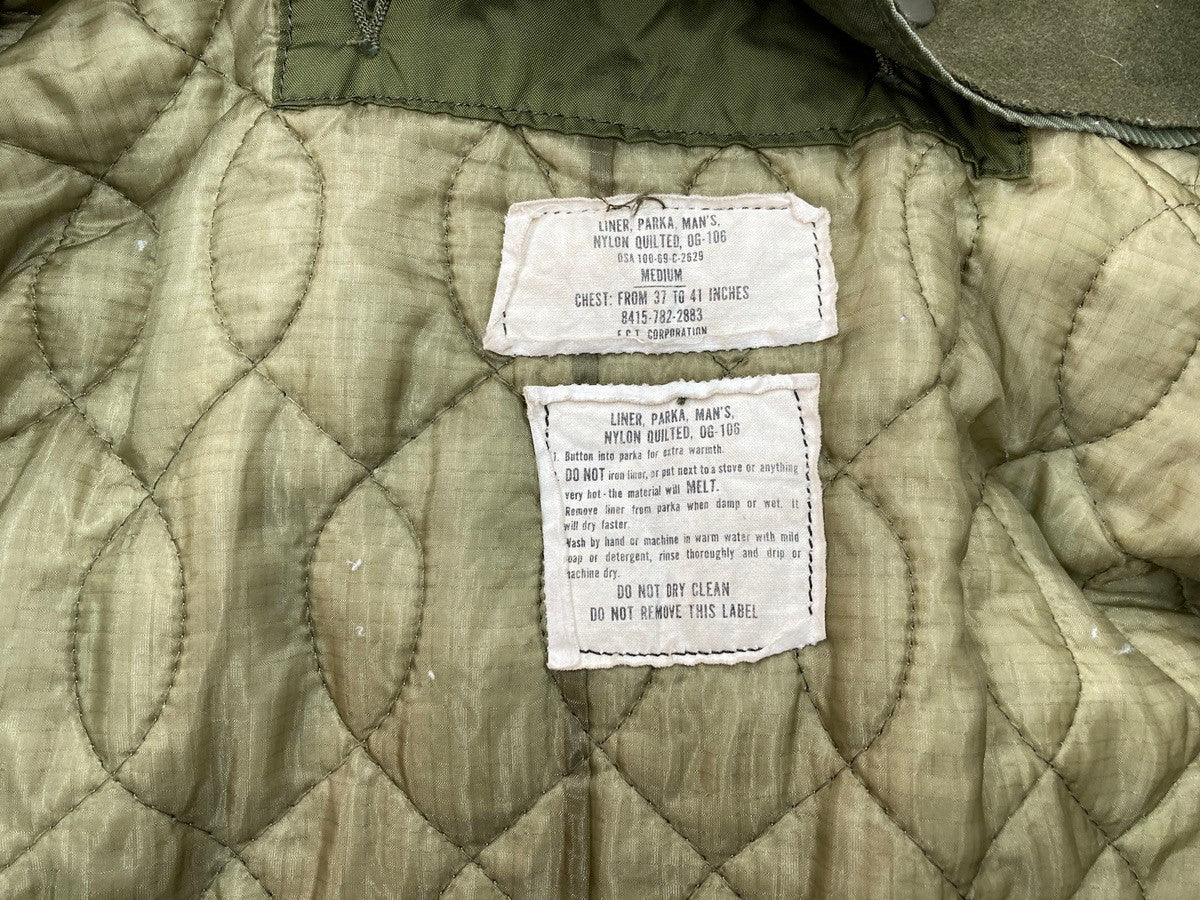 LINER, PARKA, MAN'S,
NYLON QUILTED, OG-106
DSA 100-69-C-2629
MEDIUM
CHEST: FROM 37 TO 41 INCHES
8415-782-2883
CORPORATION
LINER, PARKA, MAN'S,
NYLON QUILTED, OG-106
1. Button into parka for extra warmth.
DO NOT iron liner, or put next to a stove or anything
very hot - the material will MELT.
Remove liner from parka when damp or wet. It
will dry faster.
Wash by hand or machine in warm water with mild
oap or detergent, rinse thoroughly and drip or
achine dry.
DO NOT DRY CLEAN
DO NOT REMOVE THIS LABEL